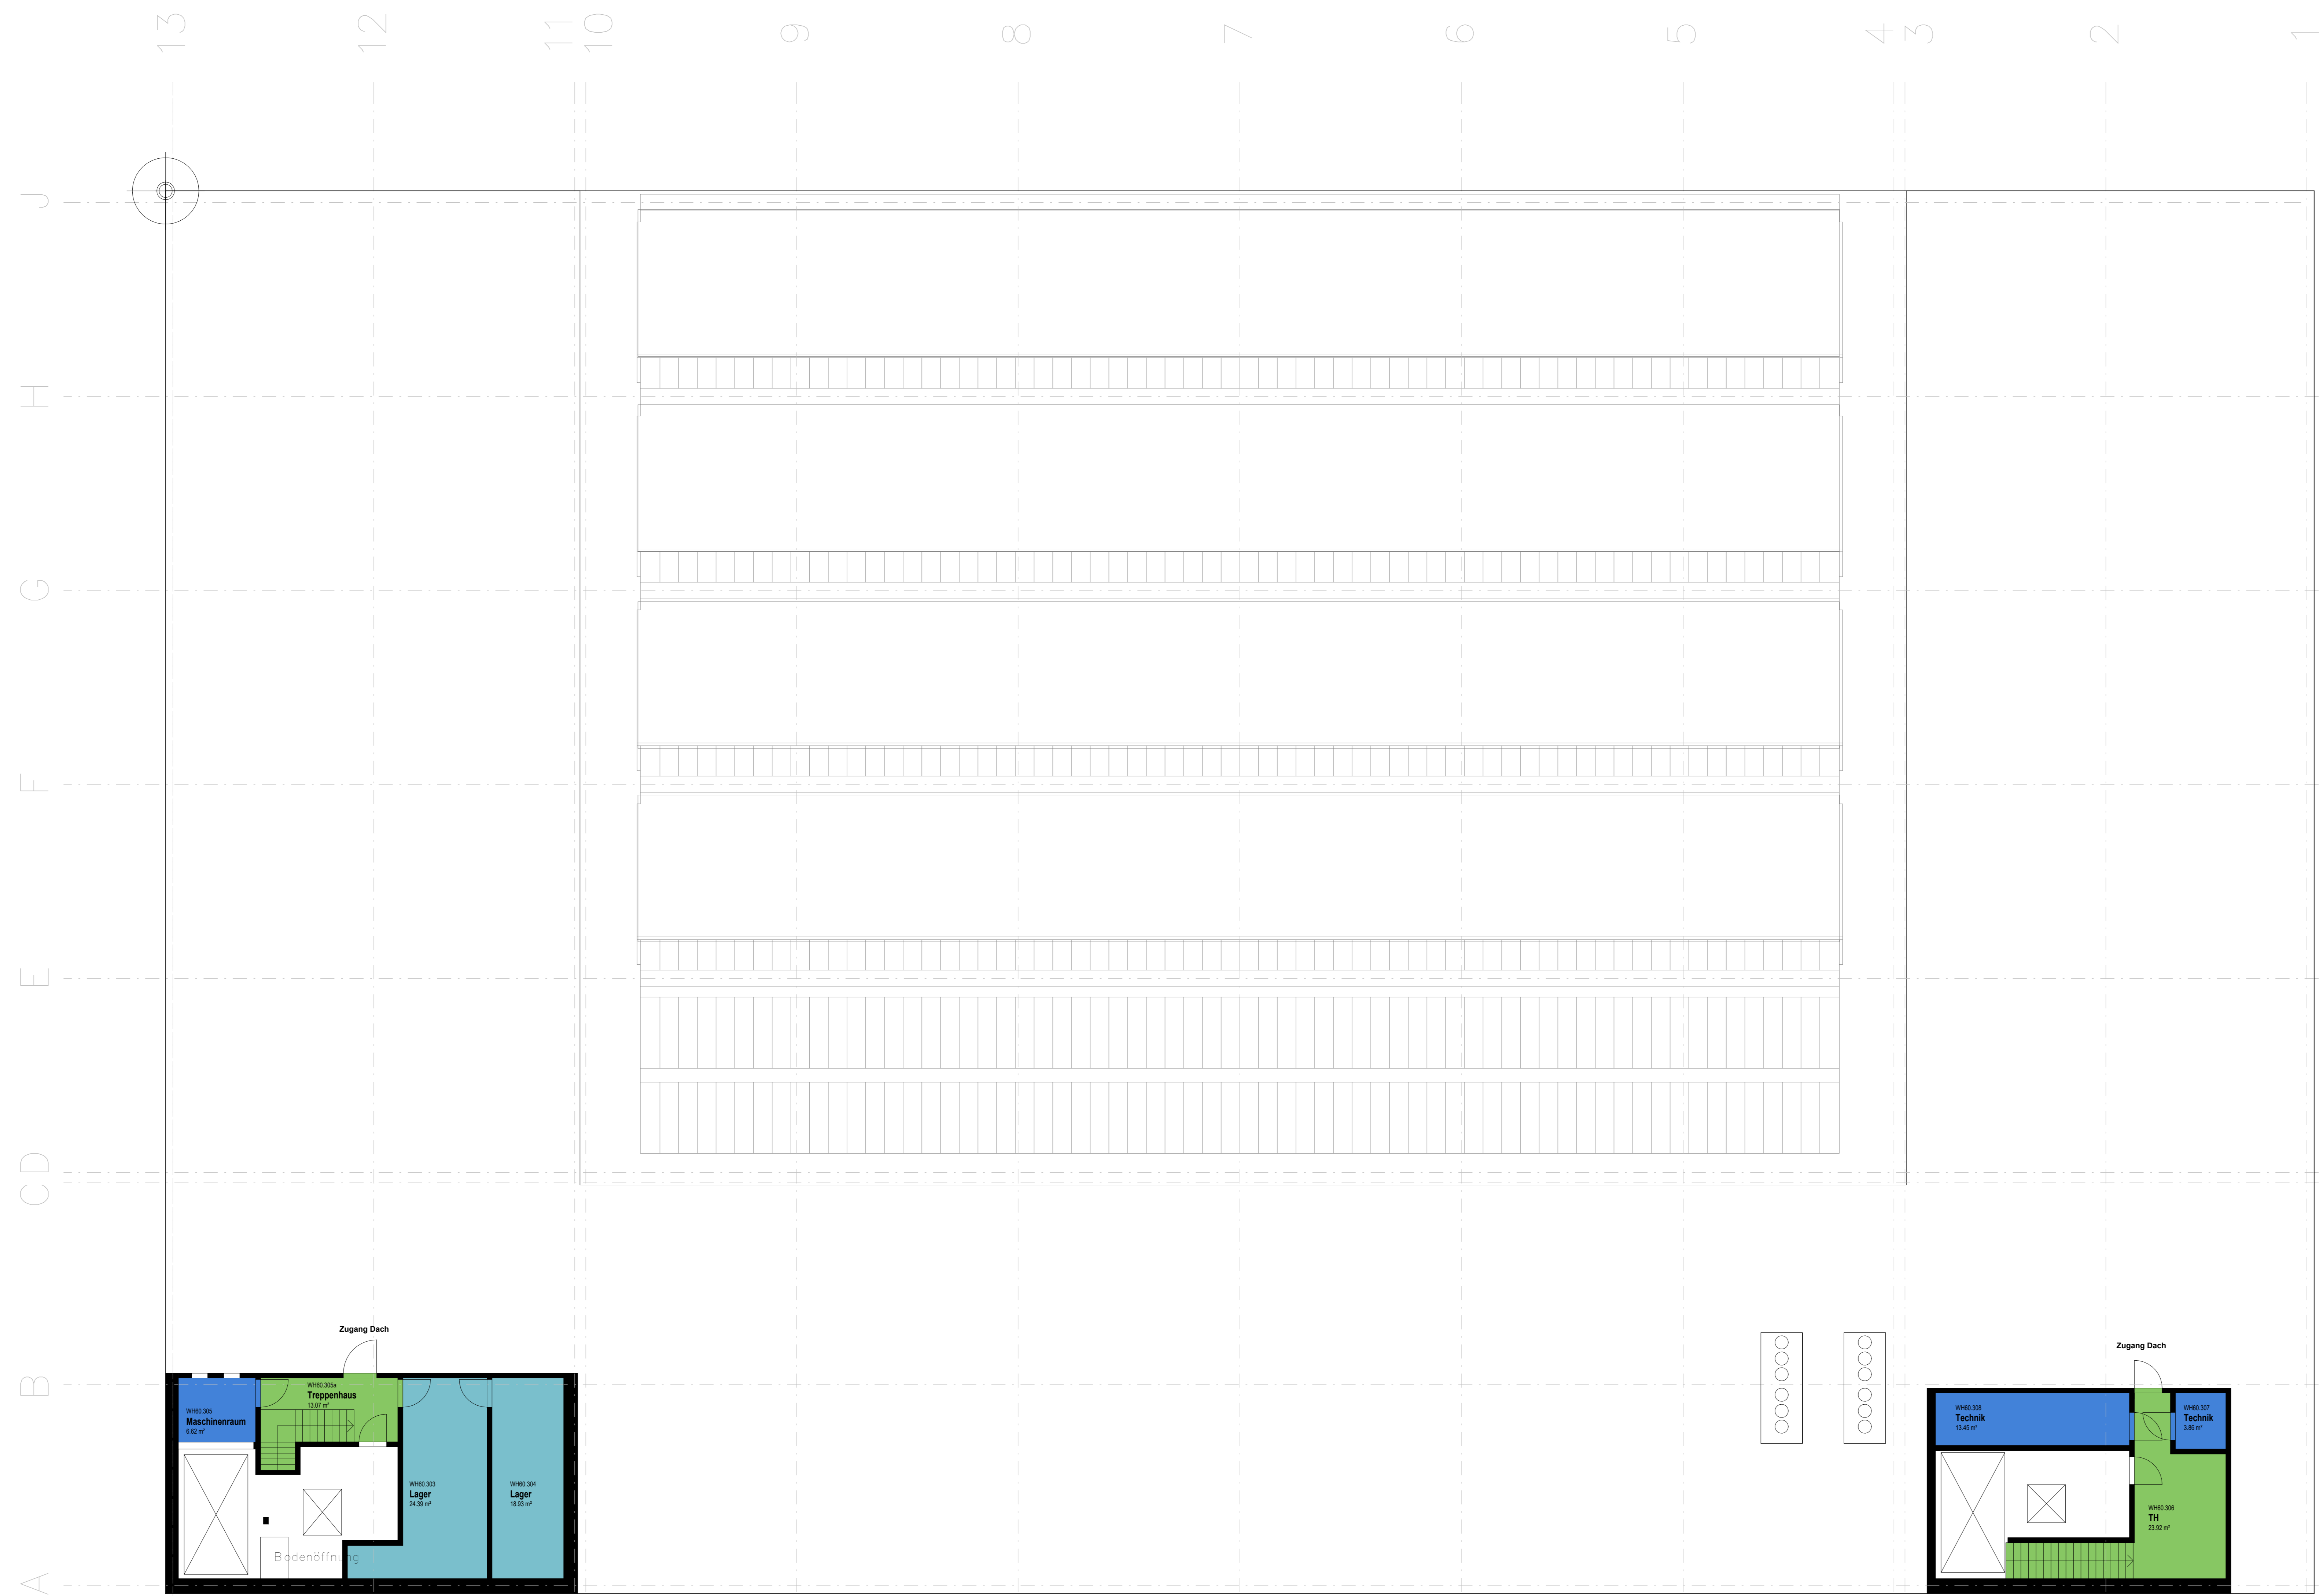 13
12
11
10
9
8
7
6
5
4
3
2
1
J
H
G
F
E
D
C
B
A
Zugang Dach
WH60.305a
Treppenhaus
13.07 m²
WH60.305
Maschinenraum
6.62 m²
WH60.303
Lager
24.39 m²
WH60.304
Lager
18.93 m²
Bodenöffnung
Zugang Dach
WH60.308
Technik
13.45 m²
WH60.307
Technik
3.86 m²
WH60.306
TH
23.92 m²